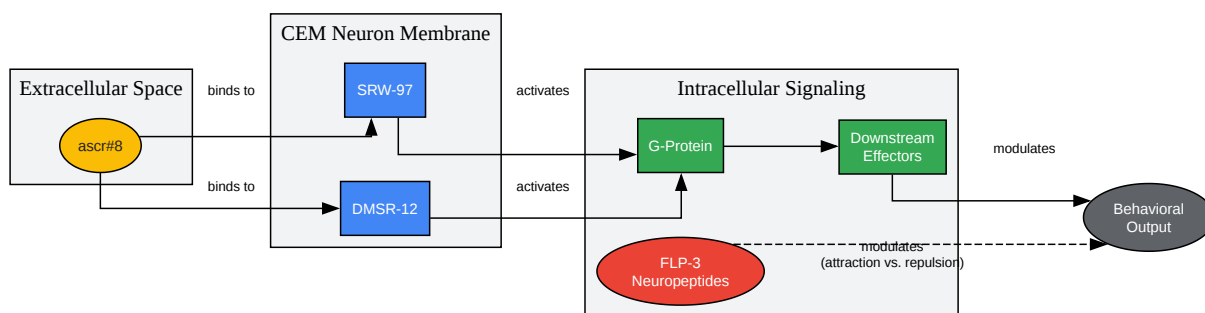 CEM Neuron Membrane
Extracellular Space
binds to
SRW-97
activates
Intracellular Signaling
ascr#8
G-Protein
Downstream
Effectors
modulates
binds to
DMSR-12
activates
Behavioral
Output
modulates
(attraction vs. repulsion)
FLP-3
Neuropeptides